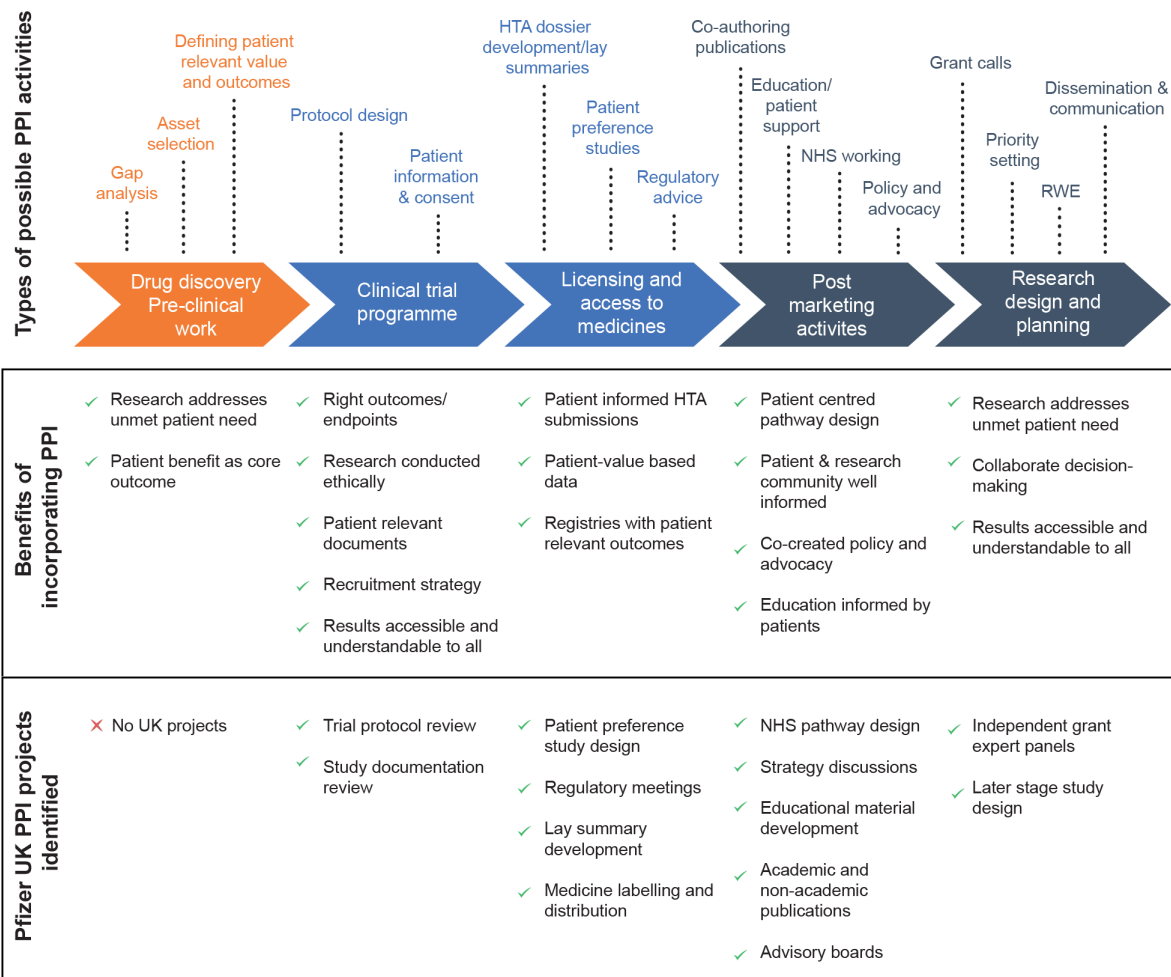 Types of possible PPI activities
Gap
analysis
Asset
selection
Defining patient
relevant value
and outcomes
Protocol design
Patient
information
& consent
HTA dossier
development/lay
summaries
Patient
preference
studies
Regulatory
advice
Co-authoring
publications
Education/
patient
support
NHS working
Policy and
advocacy
Grant calls
Priority
setting
RWE
Dissemination &
communication
Drug discovery
Pre-clinical
work
Clinical trial
programme
Licensing and
access to
medicines
Post
marketing
activites
Research
design and
planning
Benefits of
incorporating PPI
Research addresses
unmet patient need
Patient benefit as core
outcome
Right outcomes/
endpoints
Research conducted
ethically
Patient relevant
documents
Recruitment strategy
Results accessible and
understandable to all
Patient informed HTA
submissions
Patient-value based
data
Registries with patient
relevant outcomes
Patient centred
pathway design
Patient & research
community well
informed
Co-created policy and
advocacy
Education informed by
patients
Research addresses
unmet patient need
Collaborate decision-
making
Results accessible and
understandable to all
Pfizer UK PPI projects
identified
No UK projects
Trial protocol review
Study documentation
review
Patient preference
study design
Regulatory meetings
Lay summary
development
Medicine labelling and
distribution
NHS pathway design
Strategy discussions
Educational material
development
Academic and
non-academic
publications
Advisory boards
Independent grant
expert panels
Later stage study
design